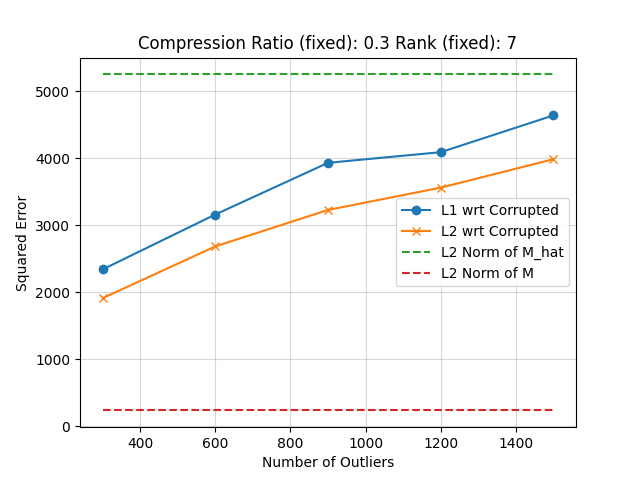 Compression Ratio (fixed): 0.3 Rank (fixed): 7
5000
4000
3000
2000
1000
0
Squared Error
L1 wrt Corrupted
L2 wrt Corrupted
L2 Norm of M_hat
L2 Norm of M
400 600 800 1000 1200 1400
Number of Outliers